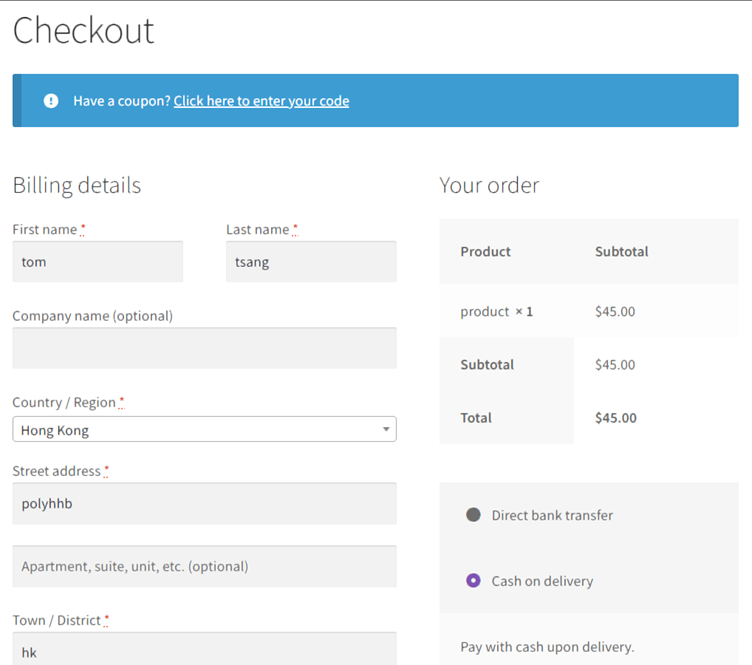 Checkout
Have a coupon? Click here to enter your code
Billing details
First name *
Last name *
tom
tsang
Company name (optional)
Country / Region *
Hong Kong
Street address *
polyhhb
Apartment, suite, unit, etc. (optional)
Town / District *
hk
Your order
Product Subtotal
product × 1 $45.00
Subtotal $45.00
Total $45.00
Direct bank transfer
Cash on delivery
Pay with cash upon delivery.